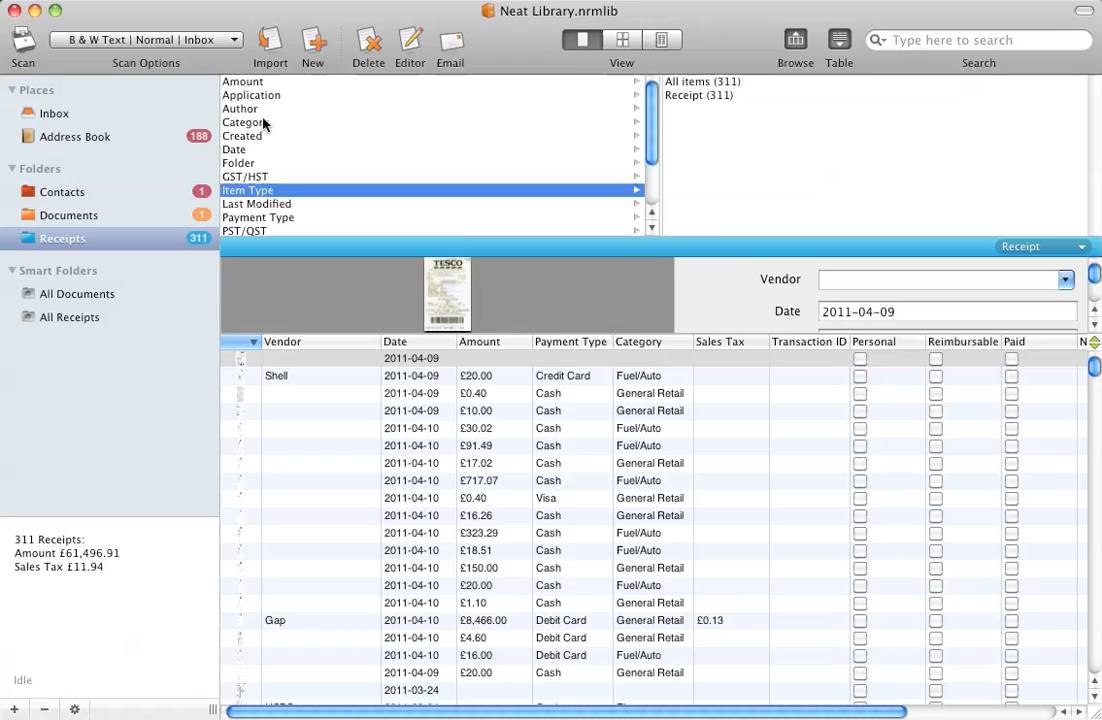 Neat Library.nrmlib
B & W Text | Normal | Inbox
Type here to search
Scan
Scan Options
Import
New
Delete
Editor
Email
View
Browse
Table
Search
Places
Inbox
Address Book 188
Folders
Contacts 1
Documents 1
Receipts 311
Smart Folders
All Documents
All Receipts
311 Receipts:
Amount £61,496.91
Sales Tax £11.94
Idle
Amount
Application
Author
Category
Created
Date
Folder
GST/HST
Item Type
Last Modified
Payment Type
PST/QST
All items (311)
Receipt (311)
Receipt
TESCO
Vendor
Date 2011-04-09
Vendor Date Amount Payment Type Category Sales Tax Transaction ID Personal Reimbursable Paid N
2011-04-09
Shell 2011-04-09 £20.00 Credit Card Fuel/Auto
2011-04-09 £0.40 Cash General Retail
2011-04-09 £10.00 Cash General Retail
2011-04-10 £30.02 Cash Fuel/Auto
2011-04-10 £91.49 Cash Fuel/Auto
2011-04-10 £17.02 Cash General Retail
2011-04-10 £717.07 Cash Fuel/Auto
2011-04-10 £0.40 Visa General Retail
2011-04-10 £16.26 Cash General Retail
2011-04-10 £323.29 Cash Fuel/Auto
2011-04-10 £18.51 Cash Fuel/Auto
2011-04-10 £150.00 Cash General Retail
2011-04-10 £20.00 Cash Fuel/Auto
2011-04-10 £1.10 Cash General Retail
Gap 2011-04-10 £8,466.00 Debit Card General Retail £0.13
2011-04-10 £4.60 Debit Card General Retail
2011-04-10 £16.00 Debit Card Fuel/Auto
2011-04-09 £20.00 Cash General Retail
2011-03-24